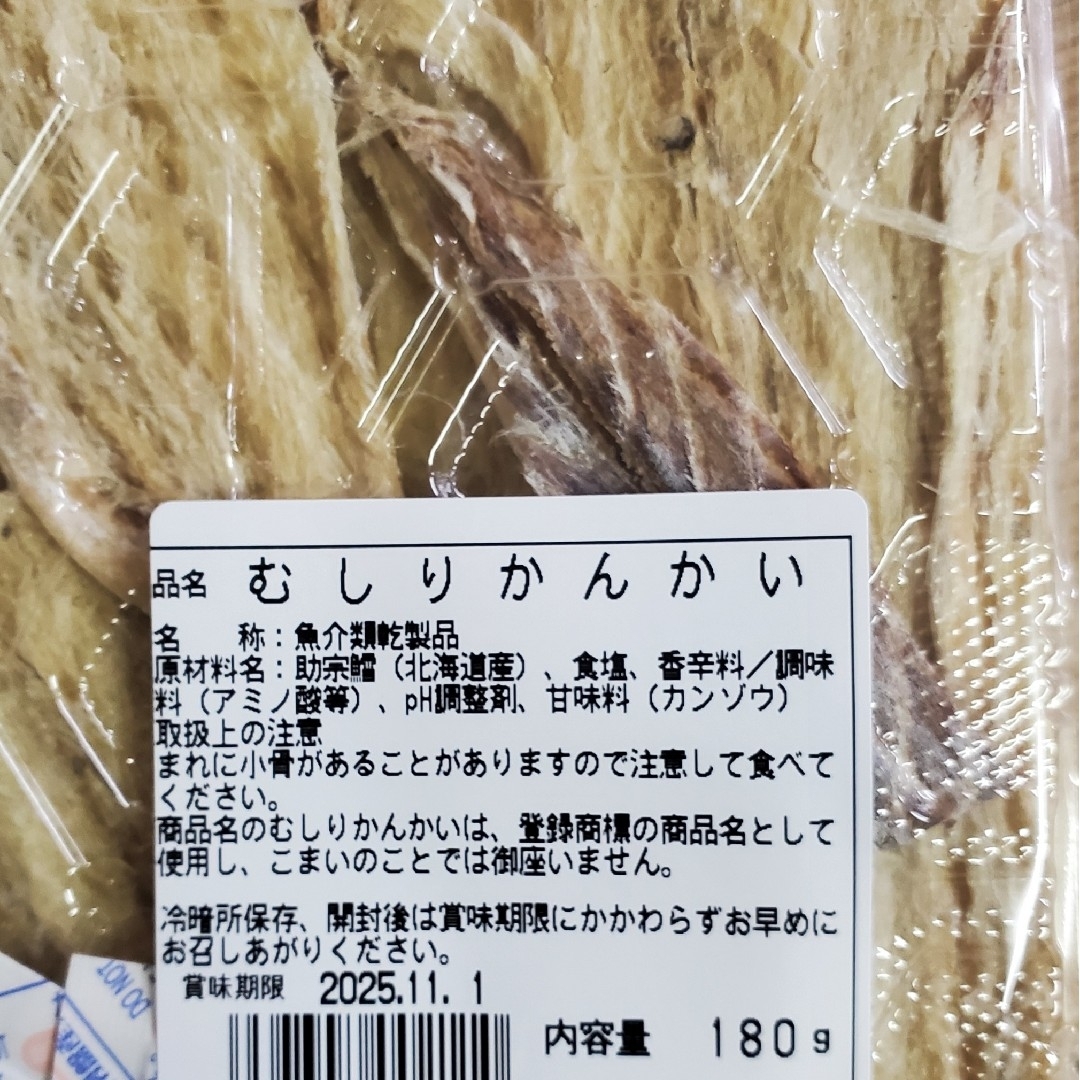 品名 むしりかんかい
名　　称：魚介類乾製品
原材料名：助宗鱈（北海道産）、食塩、香辛料／調味
料（アミノ酸等）、pH調整剤、甘味料（カンゾウ）
取扱上の注意
まれに小骨があることがありますので注意して食べて
ください。
商品名のむしりかんかいは、登録商標の商品名として
使用し、こまいのことでは御座いません。
冷暗所保存、開封後は賞味期限にかかわらずお早めに
お召しあがりください。
賞味期限 2025.11. 1
内容量 180g
DO NOT